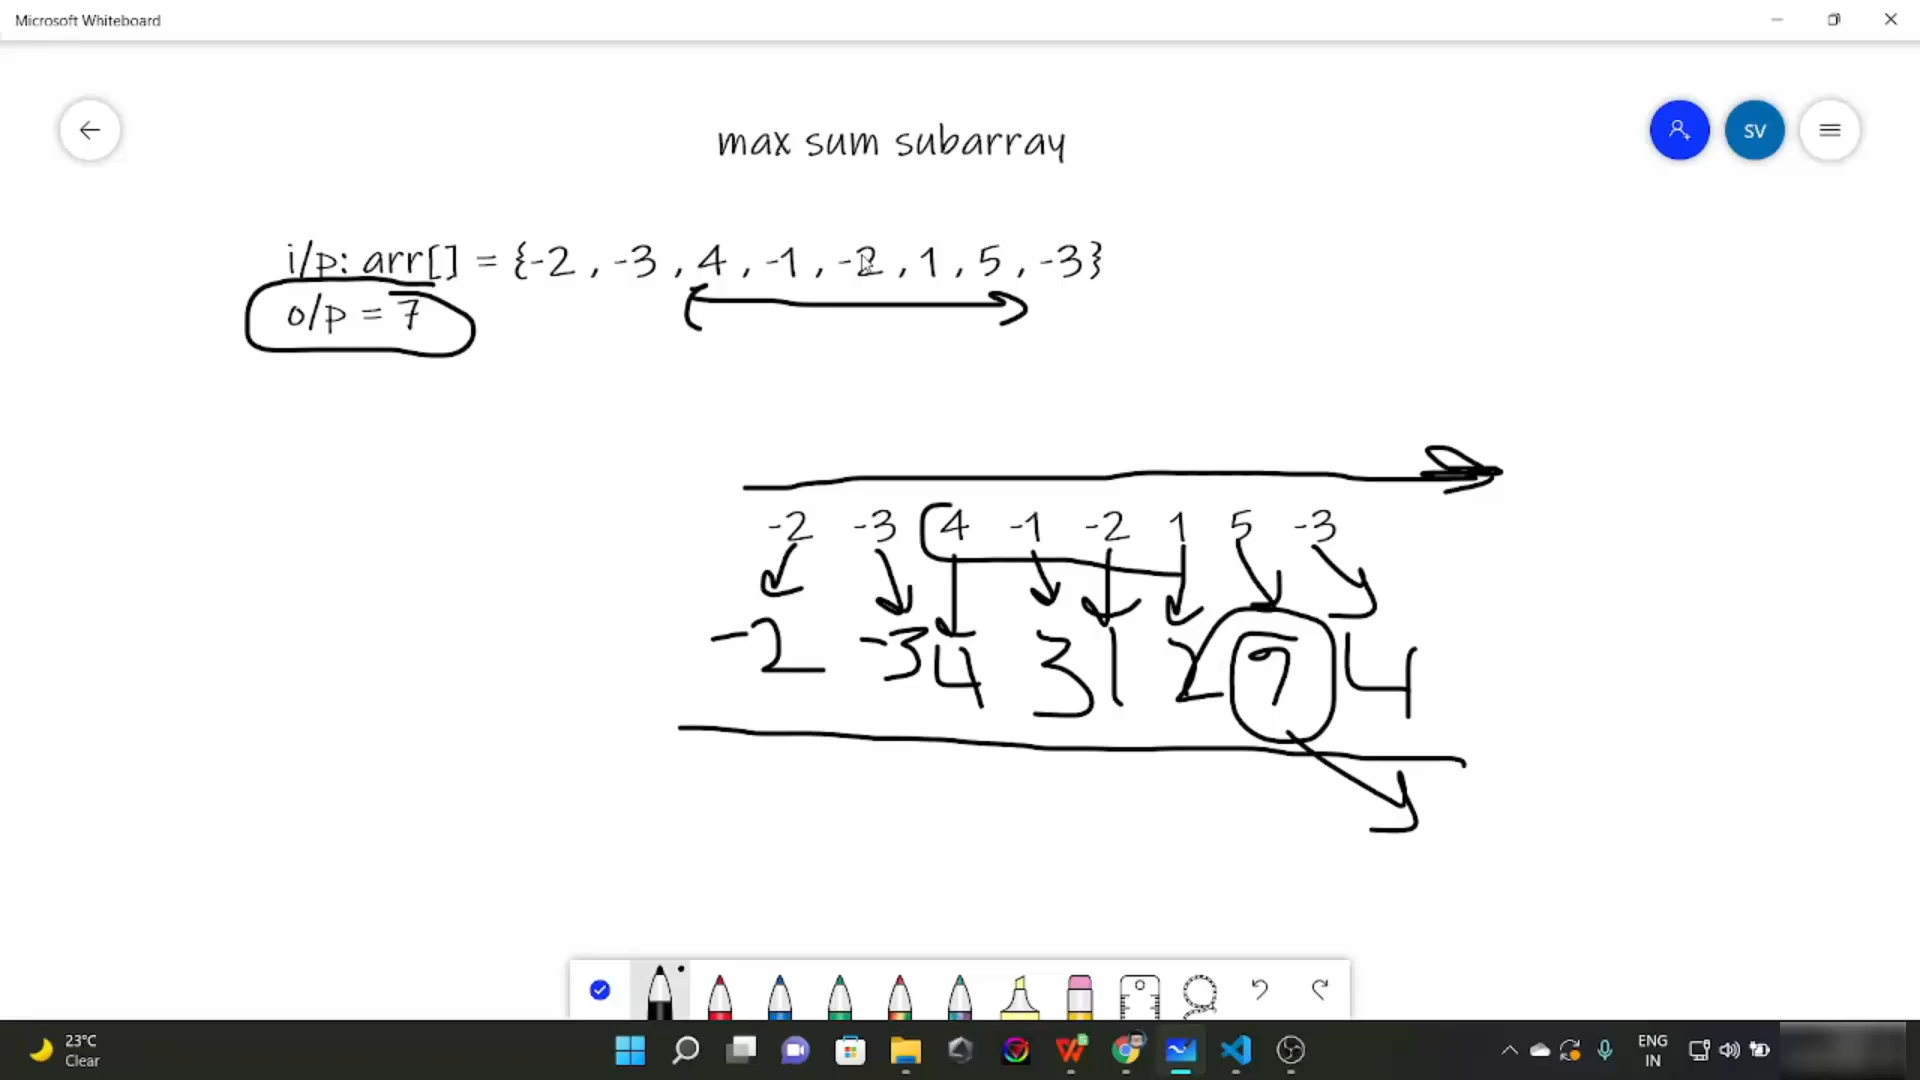 Microsoft Whiteboard
SV
max sum subarray
i/p: arr[] = {-2 , -3 , 4 , -1 , -2 , 1 , 5 , -3}
o/p = 7
-2 -3 4 -1 -2 1 5 -3
-2 -3 4 3 1 2 7 4
23°C
Clear
ENG
IN